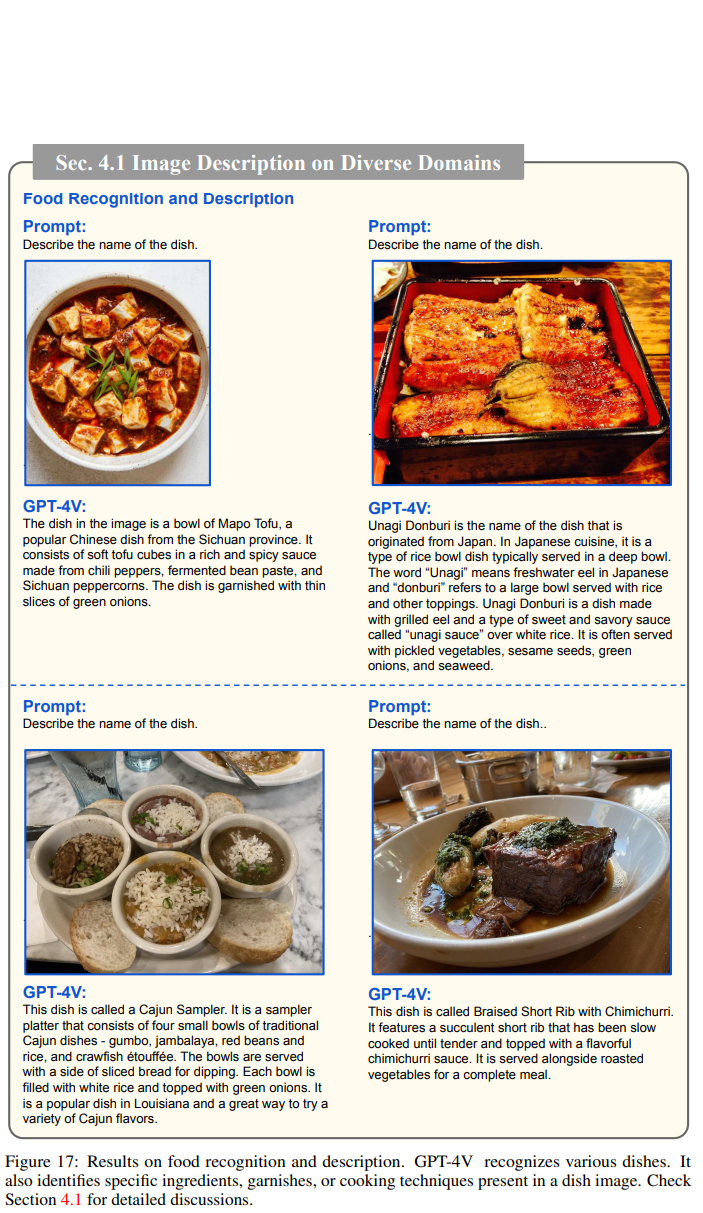 Sec. 4.1 Image Description on Diverse Domains
Food Recognition and Description
Prompt:
Describe the name of the dish.
Prompt:
Describe the name of the dish.
GPT-4V:
The dish in the image is a bowl of Mapo Tofu, a
popular Chinese dish from the Sichuan province. It
consists of soft tofu cubes in a rich and spicy sauce
made from chili peppers, fermented bean paste, and
Sichuan peppercorns. The dish is garnished with thin
slices of green onions.
GPT-4V:
Unagi Donburi is the name of the dish that is
originated from Japan. In Japanese cuisine, it is a
type of rice bowl dish typically served in a deep bowl.
The word “Unagi” means freshwater eel in Japanese
and “donburi” refers to a large bowl served with rice
and other toppings. Unagi Donburi is a dish made
with grilled eel and a type of sweet and savory sauce
called “unagi sauce” over white rice. It is often served
with pickled vegetables, sesame seeds, green
onions, and seaweed.
Prompt:
Describe the name of the dish.
Prompt:
Describe the name of the dish..
GPT-4V:
This dish is called a Cajun Sampler. It is a sampler
platter that consists of four small bowls of traditional
Cajun dishes - gumbo, jambalaya, red beans and
rice, and crawfish étouffée. The bowls are served
with a side of sliced bread for dipping. Each bowl is
filled with white rice and topped with green onions. It
is a popular dish in Louisiana and a great way to try a
variety of Cajun flavors.
GPT-4V:
This dish is called Braised Short Rib with Chimichurri.
It features a succulent short rib that has been slow
cooked until tender and topped with a flavorful
chimichurri sauce. It is served alongside roasted
vegetables for a complete meal.
Figure 17: Results on food recognition and description. GPT-4V recognizes various dishes. It
also identifies specific ingredients, garnishes, or cooking techniques present in a dish image. Check
Section 4.1 for detailed discussions.